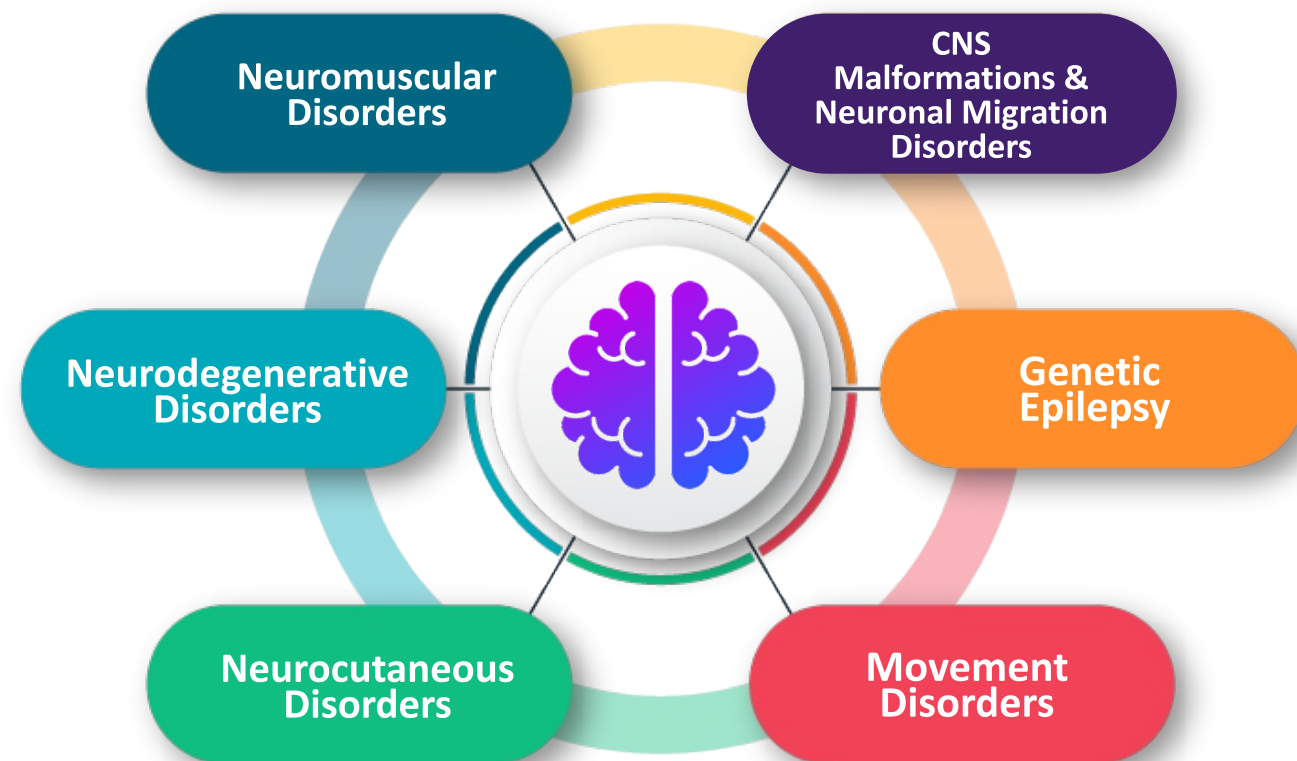 Neuromuscular
Disorders
CNS
Malformations &
Neuronal Migration
Disorders
Neurodegenerative
Disorders
Genetic
Epilepsy
Neurocutaneous
Disorders
Movement
Disorders